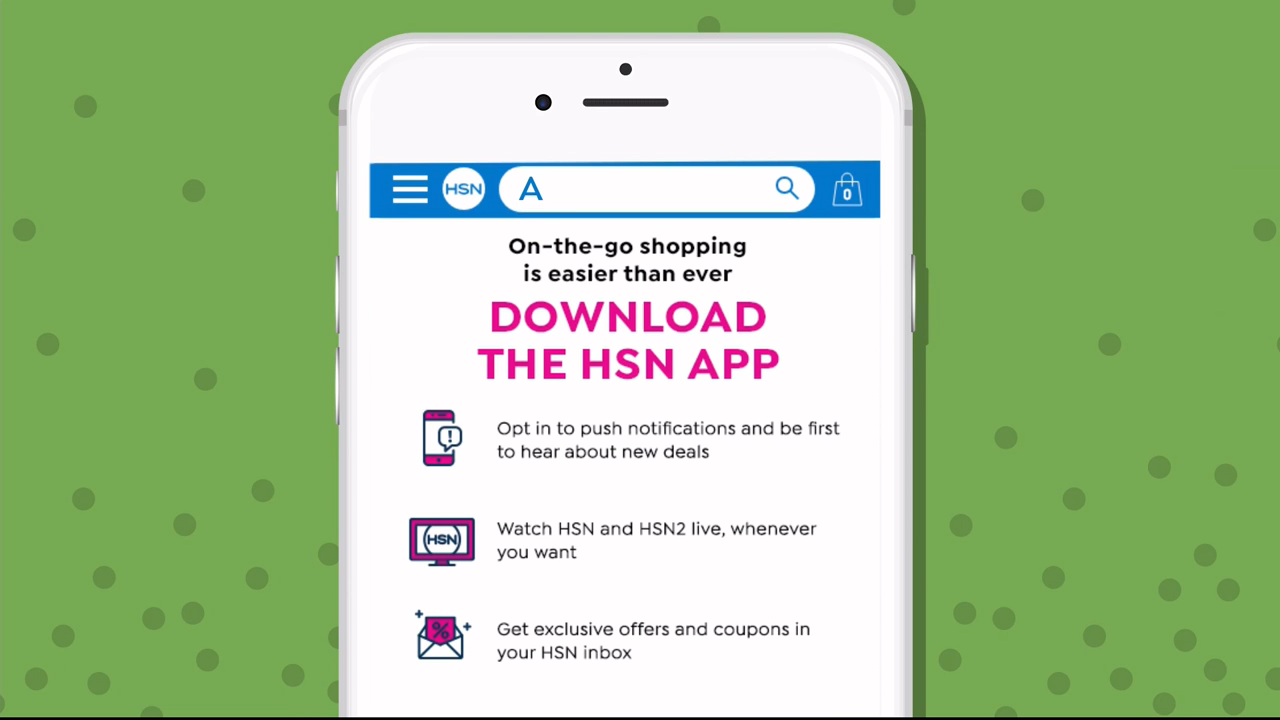 HSN A 0
On-the-go shopping
is easier than ever
DOWNLOAD
THE HSN APP
Opt in to push notifications and be first
to hear about new deals
HSN
Watch HSN and HSN2 live, whenever
you want
%
Get exclusive offers and coupons in
your HSN inbox